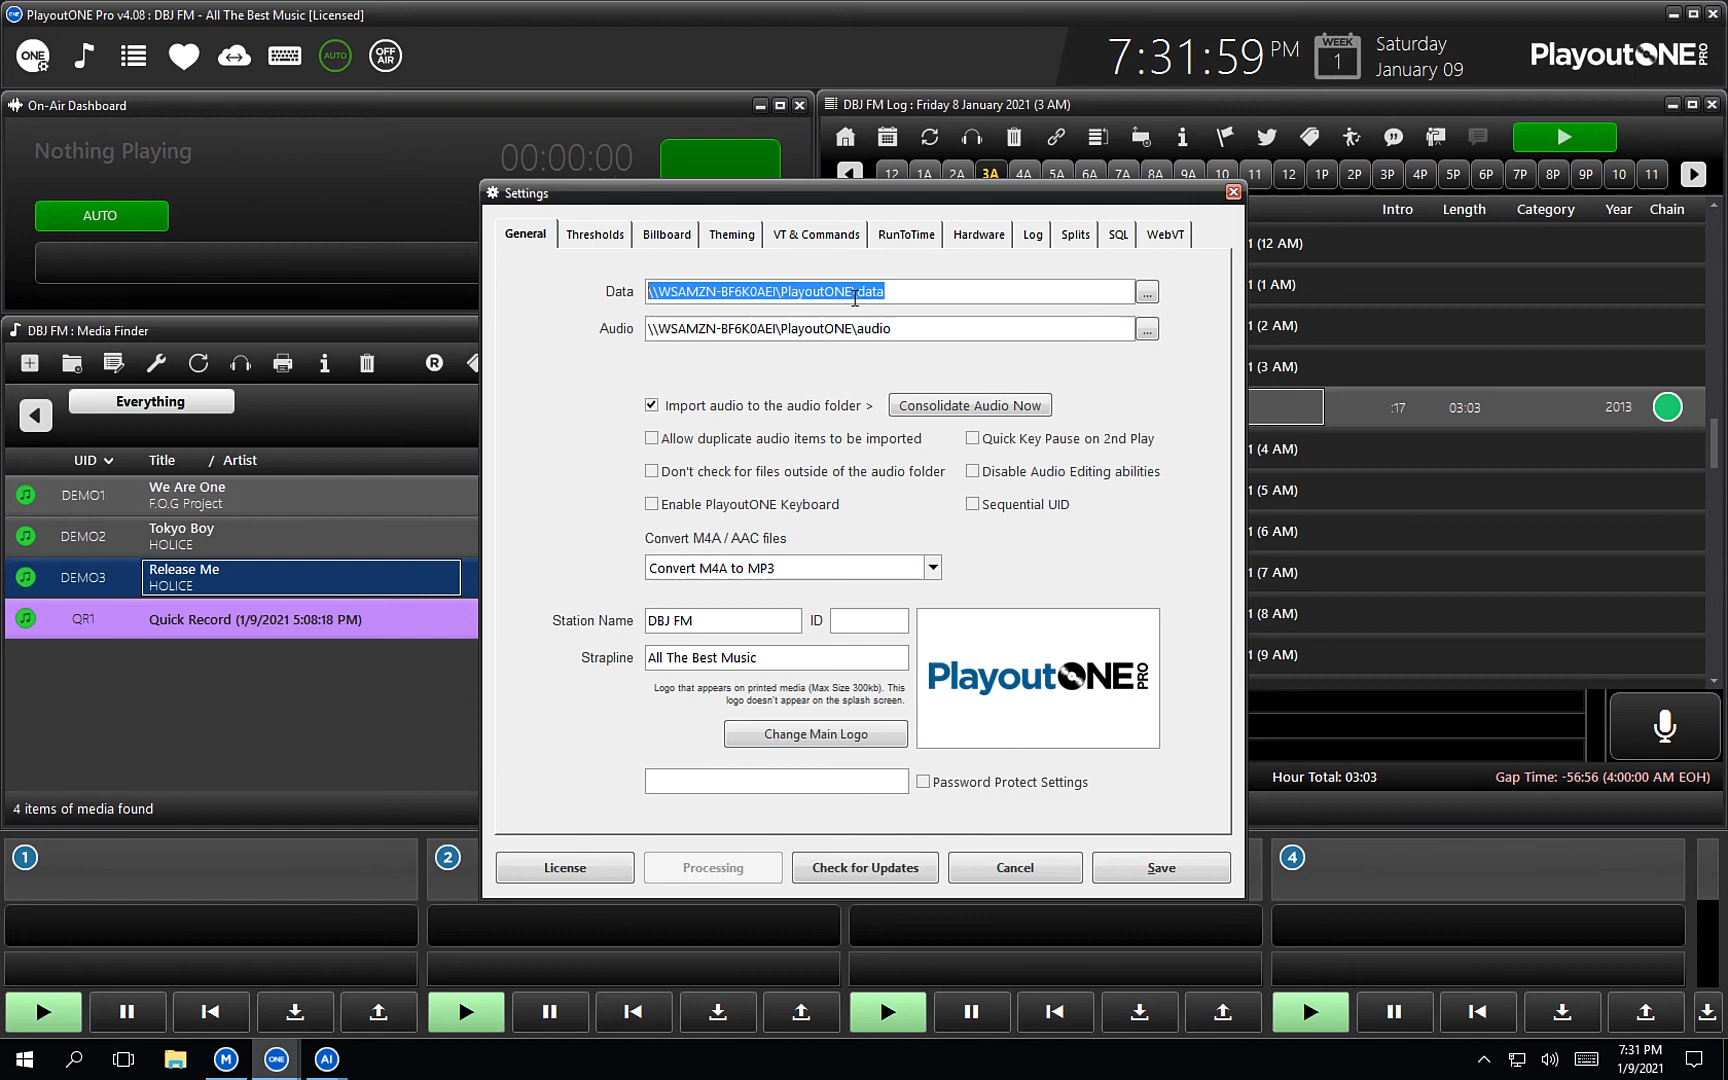 PlayoutONE Pro v4.08 : DBJ FM - All The Best Music [Licensed]
ONE
AUTO
OFF AIR
7:31:59 PM
WEEK 1
Saturday
January 09
PlayoutONE PRO
On-Air Dashboard
Nothing Playing
00:00:00
AUTO
DBJ FM Log : Friday 8 January 2021 (3 AM)
12 1A 2A 3A 4A 5A 6A 7A 8A 9A 10 11 12 1P 2P 3P 4P 5P 6P 7P 8P 9P 10 11
Intro Length Category Year Chain
1 (12 AM)
1 (1 AM)
1 (2 AM)
1 (3 AM)
:17 03:03 2013
1 (4 AM)
1 (5 AM)
1 (6 AM)
1 (7 AM)
1 (8 AM)
1 (9 AM)
Hour Total: 03:03
Gap Time: -56:56 (4:00:00 AM EOH)
DBJ FM : Media Finder
R
Everything
UID Title / Artist
DEMO1 We Are One
F.O.G Project
DEMO2 Tokyo Boy
HOLICE
DEMO3 Release Me
HOLICE
QR1 Quick Record (1/9/2021 5:08:18 PM)
4 items of media found
Settings
General Thresholds Billboard Theming VT & Commands RunToTime Hardware Log Splits SQL WebVT
Data \\WSAMZN-BF6K0AEI\PlayoutONE\data ...
Audio \\WSAMZN-BF6K0AEI\PlayoutONE\audio ...
Import audio to the audio folder > Consolidate Audio Now
Allow duplicate audio items to be imported Quick Key Pause on 2nd Play
Don't check for files outside of the audio folder Disable Audio Editing abilities
Enable PlayoutONE Keyboard Sequential UID
Convert M4A / AAC files
Convert M4A to MP3
Station Name DBJ FM ID
Strapline All The Best Music
Logo that appears on printed media (Max Size 300kb). This
logo doesn't appear on the splash screen.
Change Main Logo
PlayoutONE PRO
Password Protect Settings
License Processing Check for Updates Cancel Save
1 2 4
M ONE AI
7:31 PM
1/9/2021